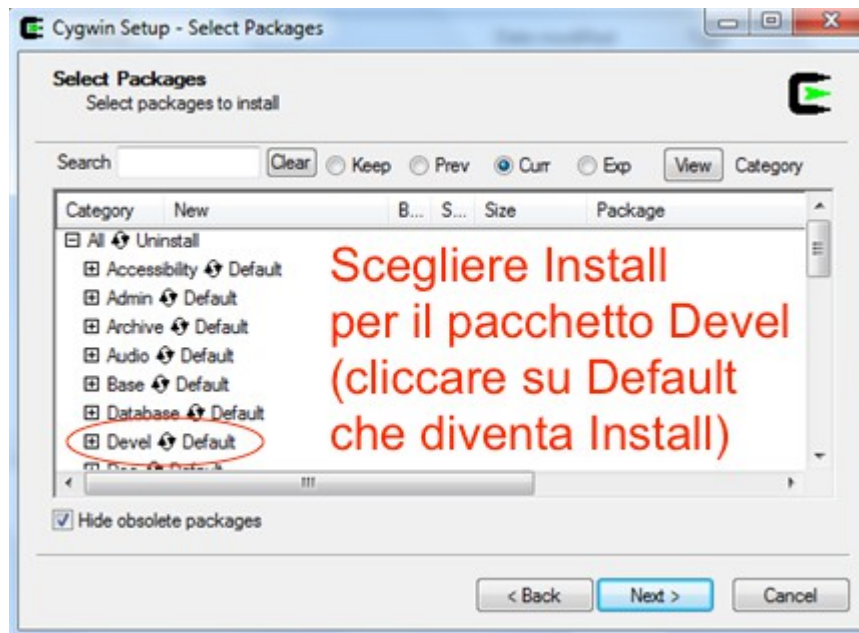 Cygwin Setup - Select Packages
Select Packages
Select packages to install
Search Clear Keep Prev Curr Exp View Category
Category New B... S... Size Package
All Uninstall
Accessibility Default
Admin Default
Archive Default
Audio Default
Base Default
Database Default
Devel Default
Scegliere Install
per il pacchetto Devel
(cliccare su Default
che diventa Install)
Hide obsolete packages
< Back Next > Cancel